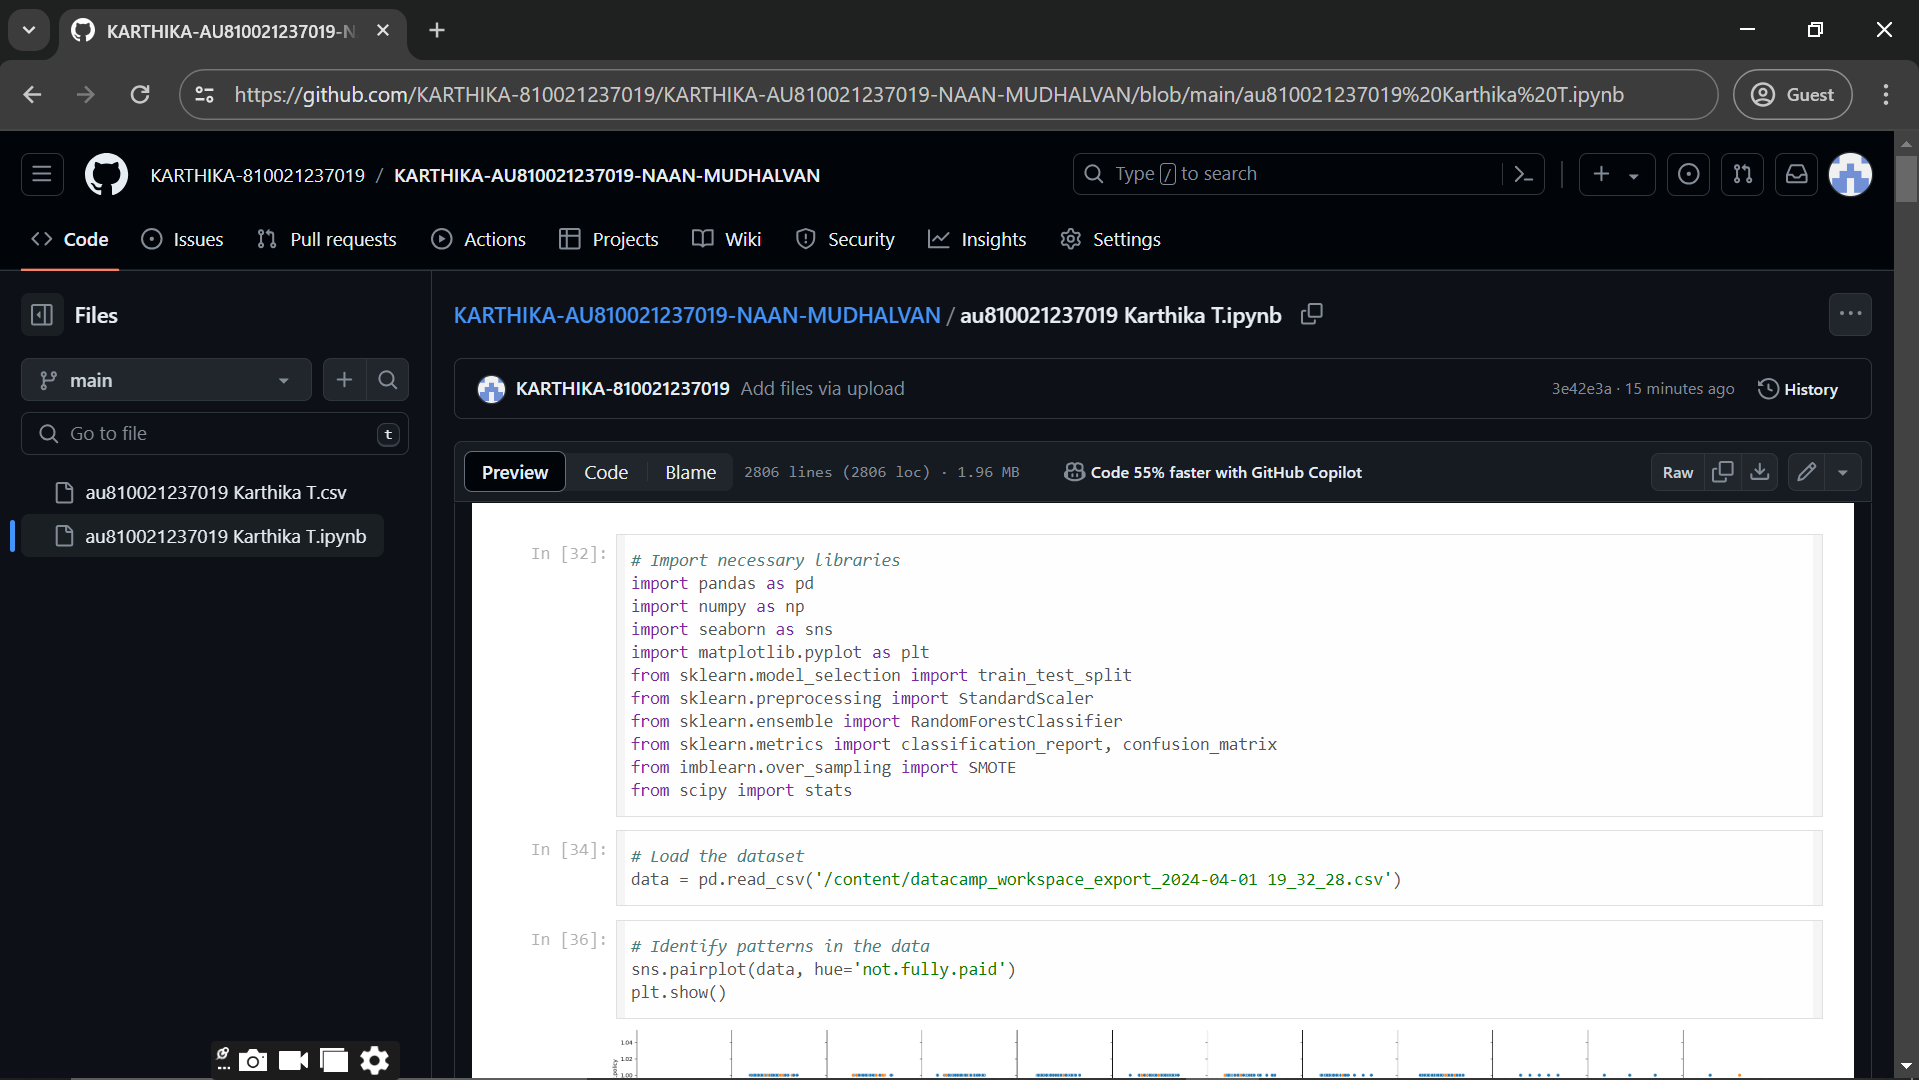 KARTHIKA-AU810021237019-N
https://github.com/KARTHIKA-810021237019/KARTHIKA-AU810021237019-NAAN-MUDHALVAN/blob/main/au810021237019%20Karthika%20T.ipynb
Guest
KARTHIKA-810021237019 / KARTHIKA-AU810021237019-NAAN-MUDHALVAN
Type / to search
Code Issues Pull requests Actions Projects Wiki Security Insights Settings
Files
KARTHIKA-AU810021237019-NAAN-MUDHALVAN / au810021237019 Karthika T.ipynb
main
KARTHIKA-810021237019 Add files via upload
3e42e3a · 15 minutes ago
History
Go to file
t
Preview Code Blame 2806 lines (2806 loc) · 1.96 MB Code 55% faster with GitHub Copilot
Raw
au810021237019 Karthika T.csv
au810021237019 Karthika T.ipynb
In [32]:
# Import necessary libraries
import pandas as pd
import numpy as np
import seaborn as sns
import matplotlib.pyplot as plt
from sklearn.model_selection import train_test_split
from sklearn.preprocessing import StandardScaler
from sklearn.ensemble import RandomForestClassifier
from sklearn.metrics import classification_report, confusion_matrix
from imblearn.over_sampling import SMOTE
from scipy import stats
In [34]:
# Load the dataset
data = pd.read_csv('/content/datacamp_workspace_export_2024-04-01 19_32_28.csv')
In [36]:
# Identify patterns in the data
sns.pairplot(data, hue='not.fully.paid')
plt.show()
1.04
1.02
1.00